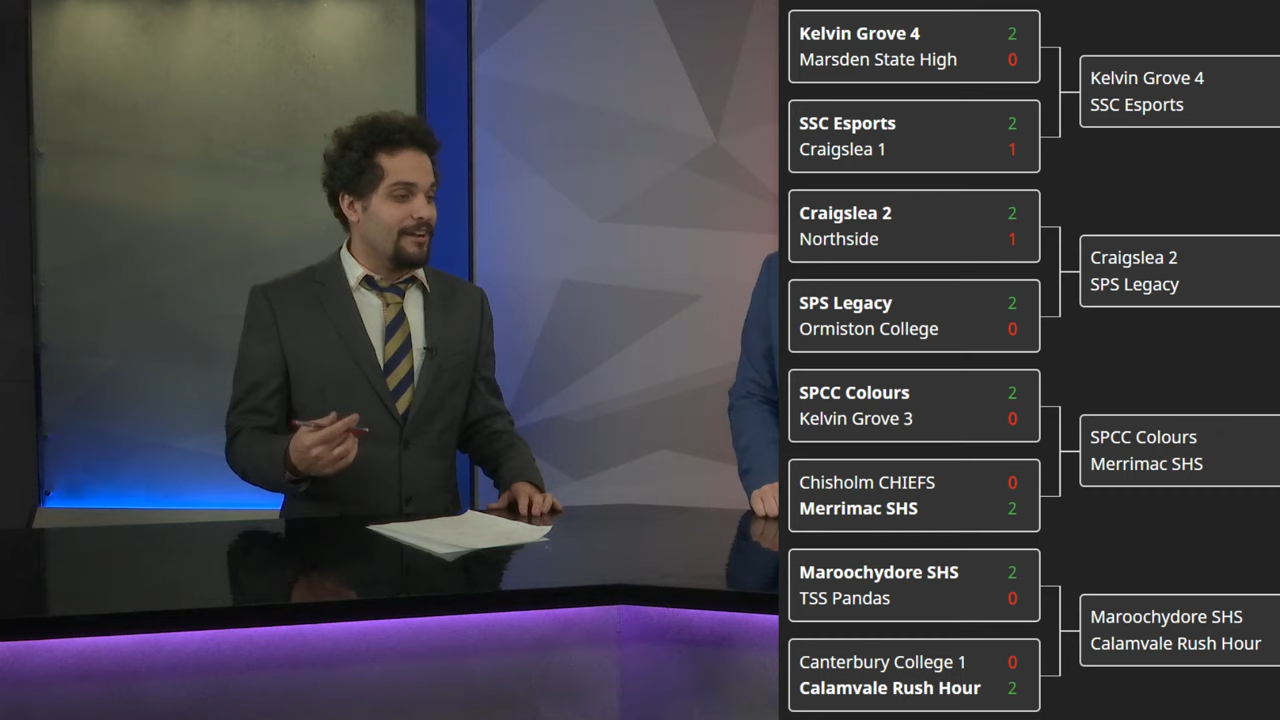 Kelvin Grove 4 2
Marsden State High 0
SSC Esports 2
Craigslea 1 1
Craigslea 2 2
Northside 1
SPS Legacy 2
Ormiston College 0
SPCC Colours 2
Kelvin Grove 3 0
Chisholm CHIEFS 0
Merrimac SHS 2
Maroochydore SHS 2
TSS Pandas 0
Canterbury College 1 0
Calamvale Rush Hour 2
Kelvin Grove 4
SSC Esports
Craigslea 2
SPS Legacy
SPCC Colours
Merrimac SHS
Maroochydore SHS
Calamvale Rush Hour